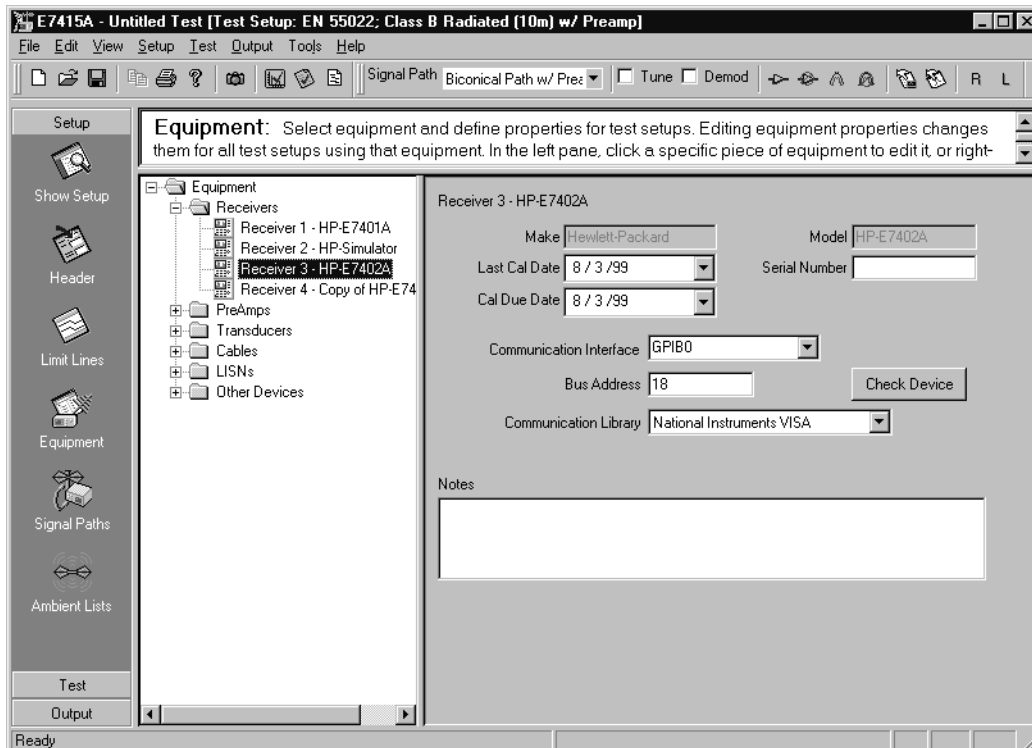 E7415A - Untitled Test [Test Setup: EN 55022; Class B Radiated (10m) w/ Preamp]
File Edit View Setup Test Output Tools Help
Signal Path Biconical Path w/ Prea Tune Demod R L
Setup
Show Setup
Header
Limit Lines
Equipment
Signal Paths
Ambient Lists
Test
Output
Equipment: Select equipment and define properties for test setups. Editing equipment properties changes
them for all test setups using that equipment. In the left pane, click a specific piece of equipment to edit it, or right-
Equipment
Receivers
Receiver 1 - HP-E7401A
Receiver 2 - HP-Simulator
Receiver 3 - HP-E7402A
Receiver 4 - Copy of HP-E74
PreAmps
Transducers
Cables
LISNs
Other Devices
Receiver 3 - HP-E7402A
Make Hewlett-Packard Model HP-E7402A
Last Cal Date 8 / 3 /99 Serial Number
Cal Due Date 8 / 3 /99
Communication Interface GPIB0
Bus Address 18 Check Device
Communication Library National Instruments VISA
Notes
Ready